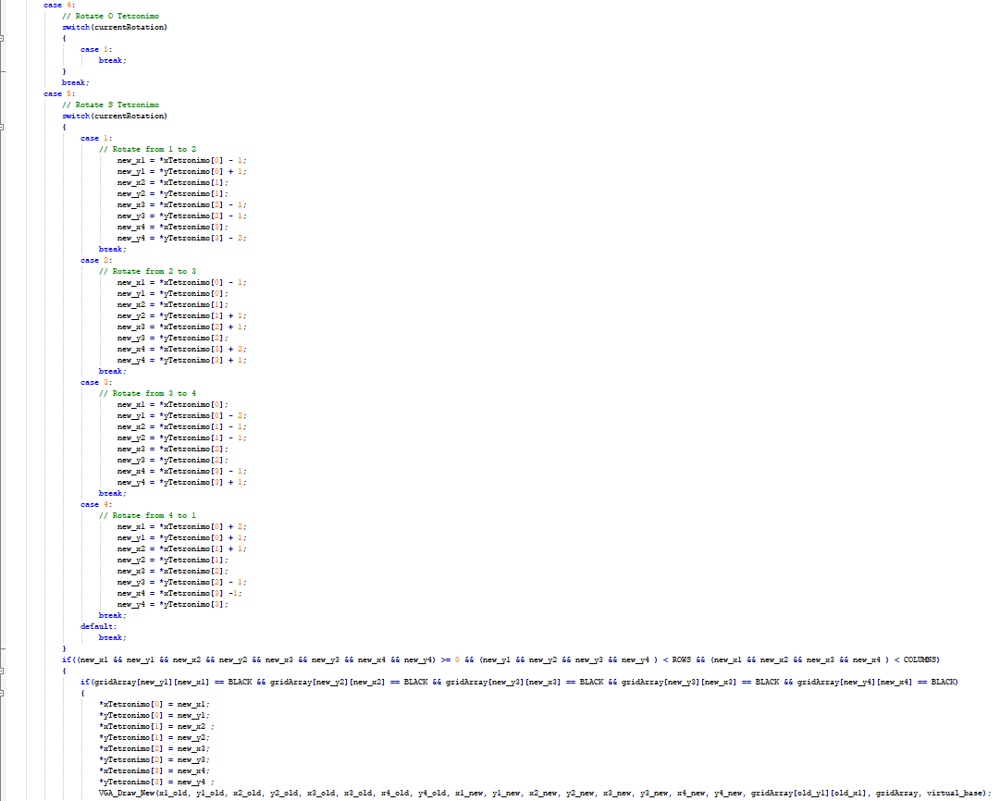 case 4:
// Rotate O Tetronimo
switch(currentRotation)
{
case 1:
break;
}
break;
case 5:
// Rotate S Tetronimo
switch(currentRotation)
{
case 1:
// Rotate from 1 to 2
new_x1 = *xTetronimo[0] - 1;
new_y1 = *yTetronimo[0] + 1;
new_x2 = *xTetronimo[1];
new_y2 = *yTetronimo[1];
new_x3 = *xTetronimo[2] - 1;
new_y3 = *yTetronimo[2] - 1;
new_x4 = *xTetronimo[3];
new_y4 = *yTetronimo[3] - 2;
break;
case 2:
// Rotate from 2 to 3
new_x1 = *xTetronimo[0] - 1;
new_y1 = *yTetronimo[0];
new_x2 = *xTetronimo[1];
new_y2 = *yTetronimo[1] + 1;
new_x3 = *xTetronimo[2] + 1;
new_y3 = *yTetronimo[2];
new_x4 = *xTetronimo[3] + 2;
new_y4 = *yTetronimo[3] + 1;
break;
case 3:
// Rotate from 3 to 4
new_x1 = *xTetronimo[0];
new_y1 = *yTetronimo[0] - 2;
new_x2 = *xTetronimo[1] - 1;
new_y2 = *yTetronimo[1] - 1;
new_x3 = *xTetronimo[2];
new_y3 = *yTetronimo[2];
new_x4 = *xTetronimo[3] - 1;
new_y4 = *yTetronimo[3] + 1;
break;
case 4:
// Rotate from 4 to 1
new_x1 = *xTetronimo[0] + 2;
new_y1 = *yTetronimo[0] + 1;
new_x2 = *xTetronimo[1] + 1;
new_y2 = *yTetronimo[1];
new_x3 = *xTetronimo[2];
new_y3 = *yTetronimo[2] - 1;
new_x4 = *xTetronimo[3] -1;
new_y4 = *yTetronimo[3];
break;
default:
break;
}
if((new_x1 && new_y1 && new_x2 && new_y2 && new_x3 && new_y3 && new_x4 && new_y4) >= 0 && (new_y1 && new_y2 && new_y3 && new_y4 ) < ROWS && (new_x1 && new_x2 && new_x3 && new_x4 ) < COLUMNS)
{
if(gridArray[new_y1][new_x1] == BLACK && gridArray[new_y2][new_x2] == BLACK && gridArray[new_y3][new_x3] == BLACK && gridArray[new_y3][new_x3] == BLACK && gridArray[new_y4][new_x4] == BLACK)
{
*xTetronimo[0] = new_x1;
*yTetronimo[0] = new_y1;
*xTetronimo[1] = new_x2 ;
*yTetronimo[1] = new_y2;
*xTetronimo[2] = new_x3;
*yTetronimo[2] = new_y3;
*xTetronimo[3] = new_x4;
*yTetronimo[3] = new_y4 ;
VGA_Draw_New(x1_old, y1_old, x2_old, y2_old, x3_old, x3_old, x4_old, y4_old, x1_new, y1_new, x2_new, y2_new, x3_new, y3_new, x4_new, y4_new, gridArray[old_y1][old_x1], gridArray, virtual_base);